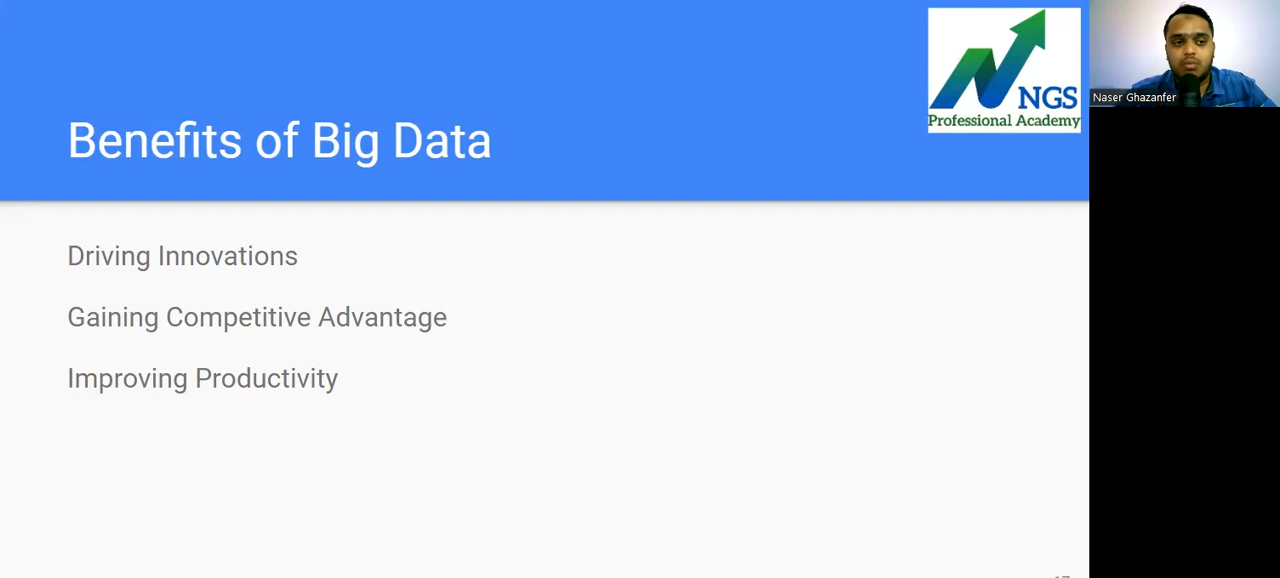 Benefits of Big Data
NGS
Professional Academy
Naser Ghazanfer
Driving Innovations
Gaining Competitive Advantage
Improving Productivity